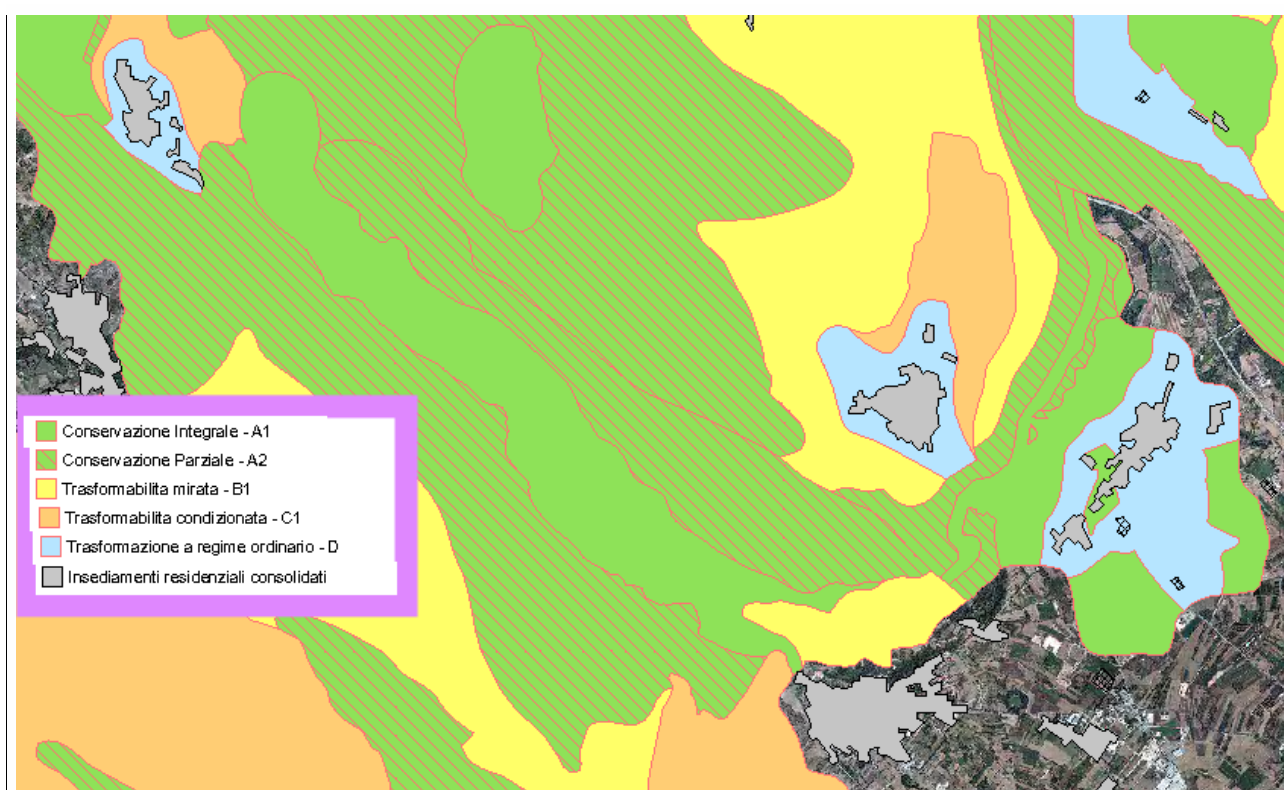 Conservazione Integrale - A1
Conservazione Parziale - A2
Trasformabilita mirata - B1
Trasformabilita condizionata - C1
Trasformazione a regime ordinario - D
Insediamenti residenziali consolidati